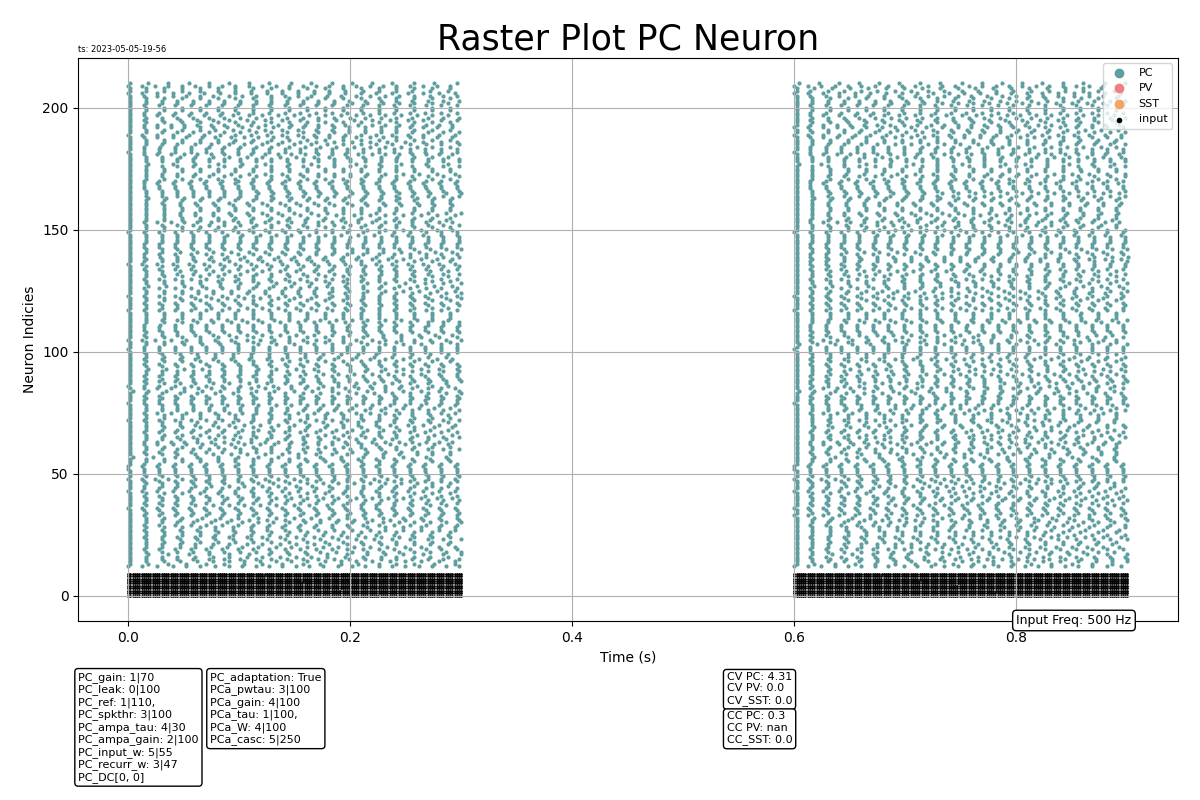 Raster Plot PC Neuron
ts: 2023-05-05-19-56
PC
PV
SST
input
200
150
100
50
0
Neuron Indicies
0.0
0.2
0.4
0.6
0.8
Input Freq: 500 Hz
Time (s)
PC_gain: 1|70
PC_leak: 0|100
PC_ref: 1|110,
PC_spkthr: 3|100
PC_ampa_tau: 4|30
PC_ampa_gain: 2|100
PC_input_w: 5|55
PC_recurr_w: 3|47
PC_DC[0, 0]
PC_adaptation: True
PCa_pwtau: 3|100
PCa_gain: 4|100
PCa_tau: 1|100,
PCa_W: 4|100
PCa_casc: 5|250
CV PC: 4.31
CV PV: 0.0
CV_SST: 0.0
CC PC: 0.3
CC PV: nan
CC_SST: 0.0